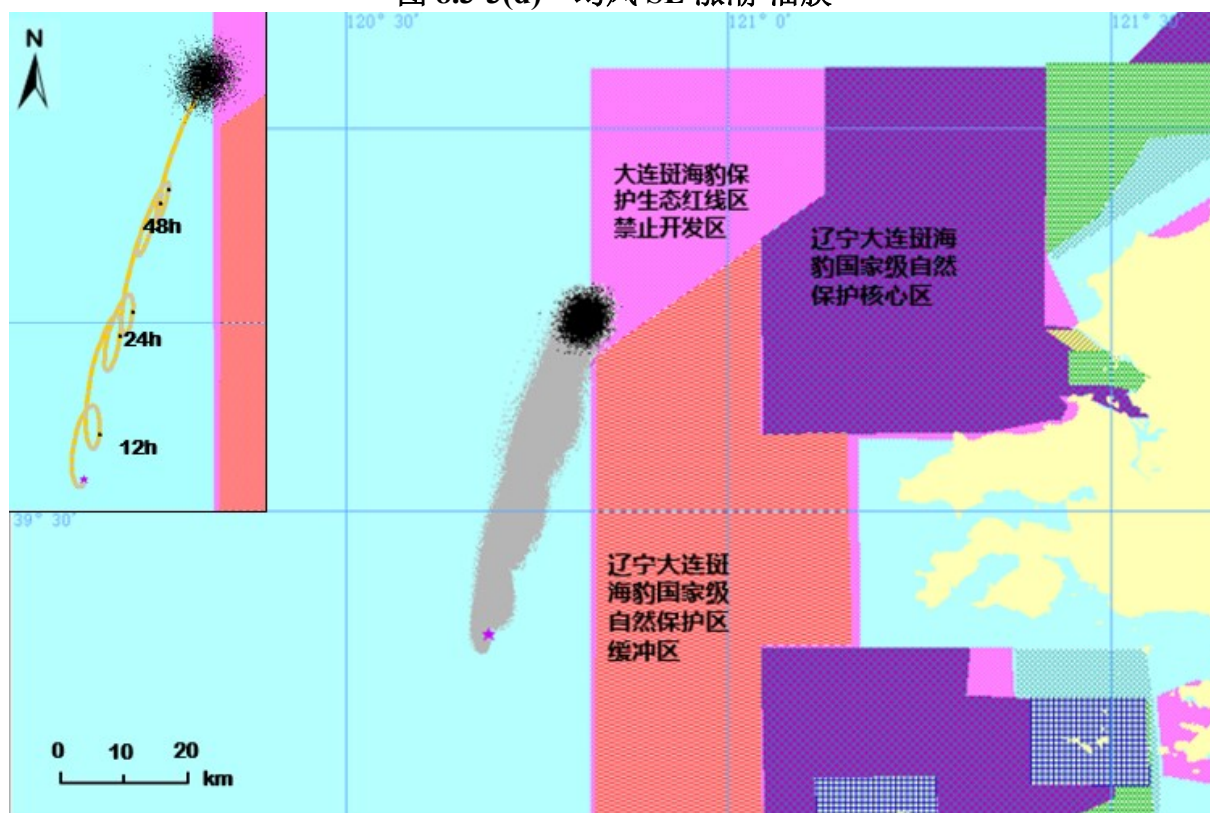 120° 30′
121° 0′
121° 30′
N
48h
24h
12h
39° 30′
大连斑海豹保
护生态红线区
禁止开发区
辽宁大连斑海
豹国家级自然
保护核心区
辽宁大连斑
海豹国家级
自然保护区
缓冲区
0 10 20
km